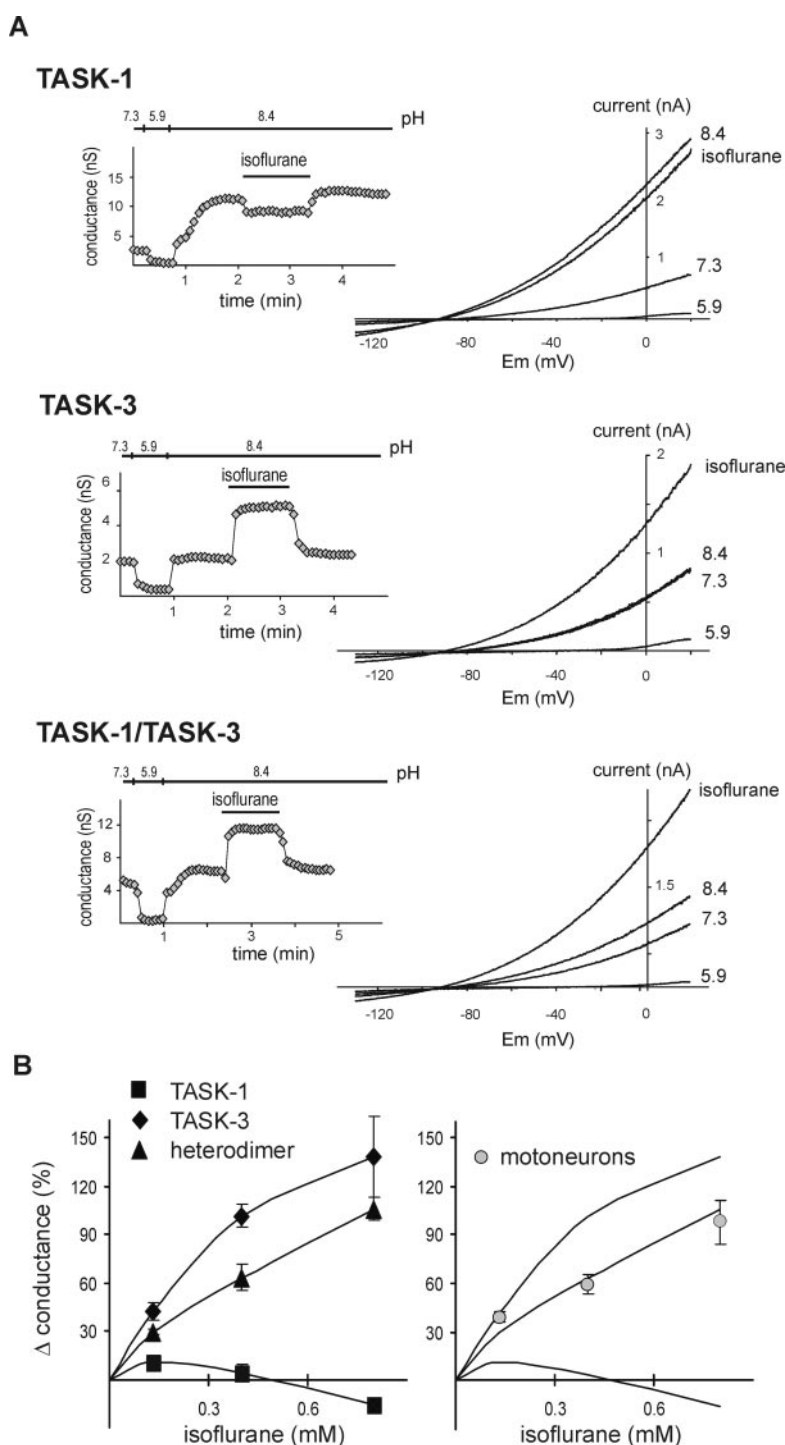 A
TASK-1
7.3 5.9 8.4 pH
isoflurane
conductance (nS)
15
10
5
1 2 3 4
time (min)
current (nA)
3
8.4
isoflurane
2
1
7.3
5.9
-120 -80 -40 0
Em (mV)
TASK-3
7.3 5.9 8.4 pH
isoflurane
conductance (nS)
6
4
2
1 2 3 4
time (min)
current (nA)
2
isoflurane
1
8.4
7.3
5.9
-120 -80 -40 0
Em (mV)
TASK-1/TASK-3
7.3 5.9 8.4 pH
isoflurane
conductance (nS)
12
8
4
1 3 5
time (min)
current (nA)
isoflurane
1.5
8.4
7.3
5.9
-120 -80 -40 0
Em (mV)
B
TASK-1
TASK-3
heterodimer
Δ conductance (%)
150
120
90
60
30
0.3 0.6
isoflurane (mM)
motoneurons
150
120
90
60
30
0.3 0.6
isoflurane (mM)